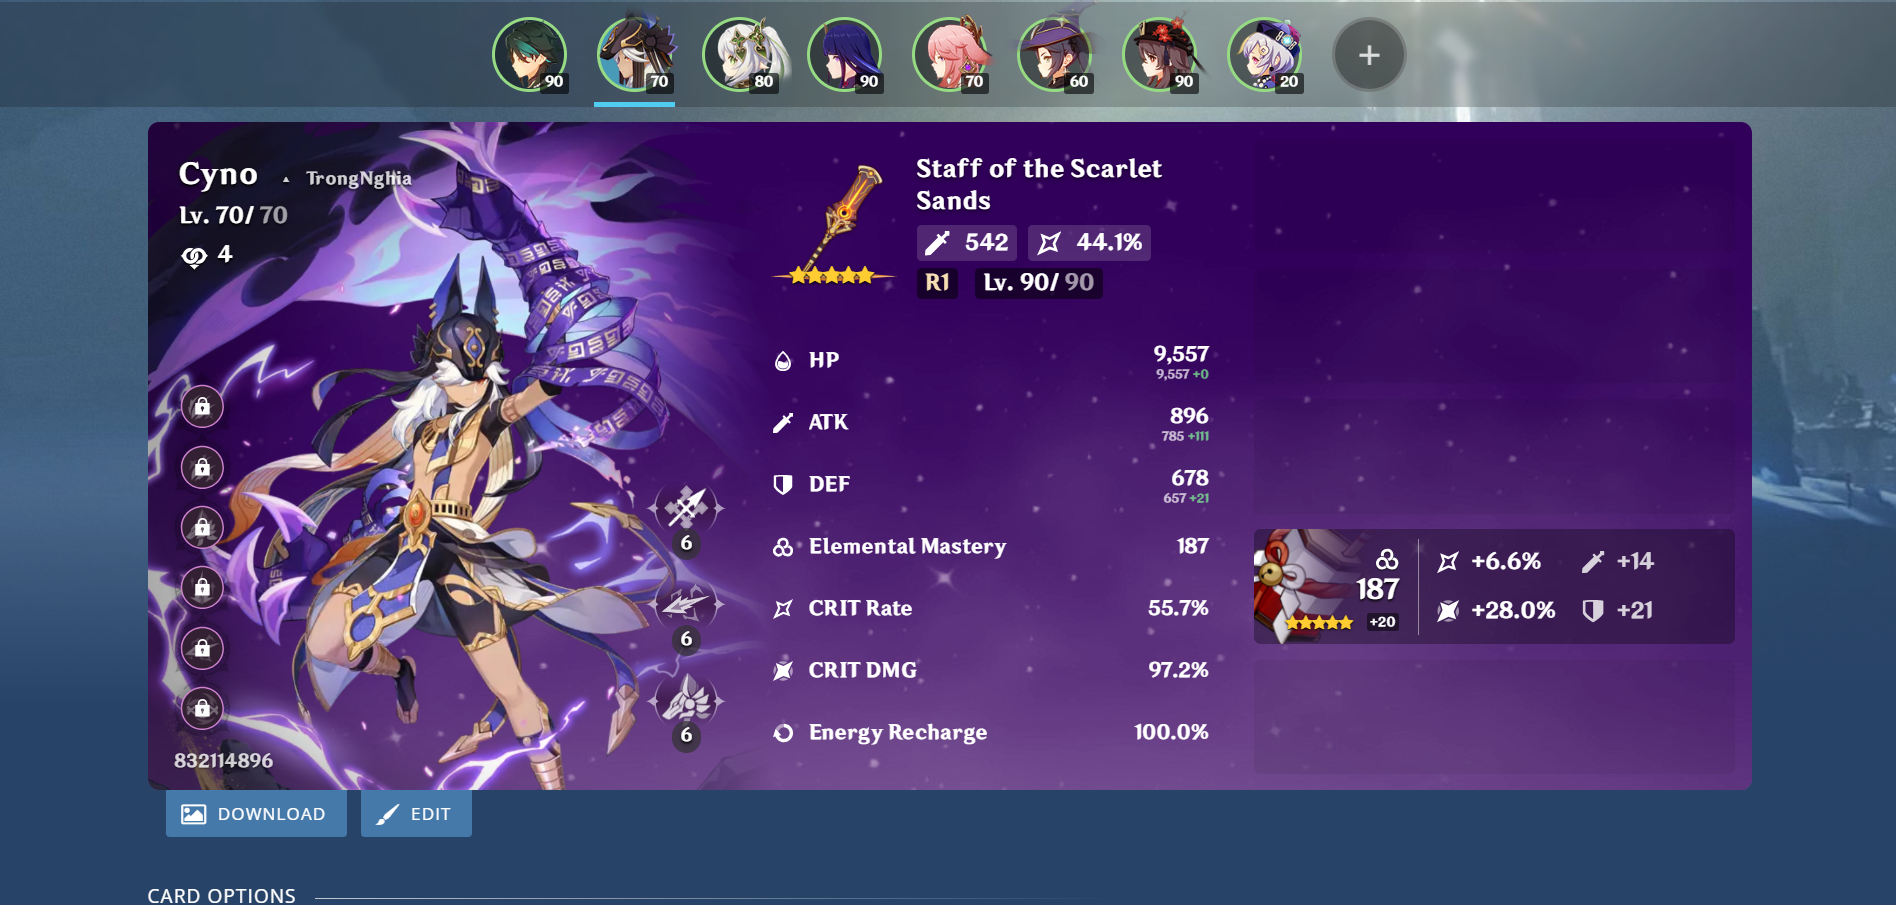 90
70
80
90
70
60
90
20
Cyno
TrongNghia
Lv. 70/ 70
4
Staff of the Scarlet
Sands
542
44.1%
R1
Lv. 90/ 90
HP
9,557
9,557 +0
ATK
896
785 +111
DEF
678
657 +21
Elemental Mastery
187
CRIT Rate
55.7%
CRIT DMG
97.2%
Energy Recharge
100.0%
6
6
6
187
+20
+6.6%
+14
+28.0%
+21
832114896
DOWNLOAD
EDIT
CARD OPTIONS